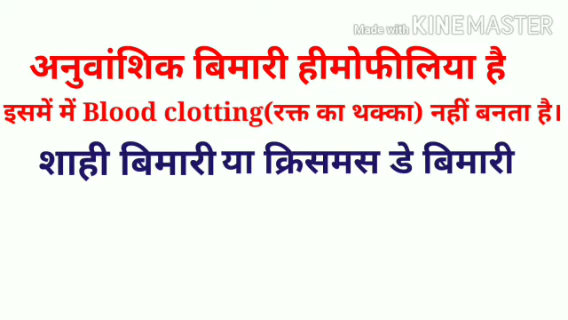 Made with KINEMASTER
अनुवांशिक बिमारी हीमोफीलिया है
इसमें में Blood clotting(रक्त का थक्का) नहीं बनता है।
शाही बिमारी या क्रिसमस डे बिमारी